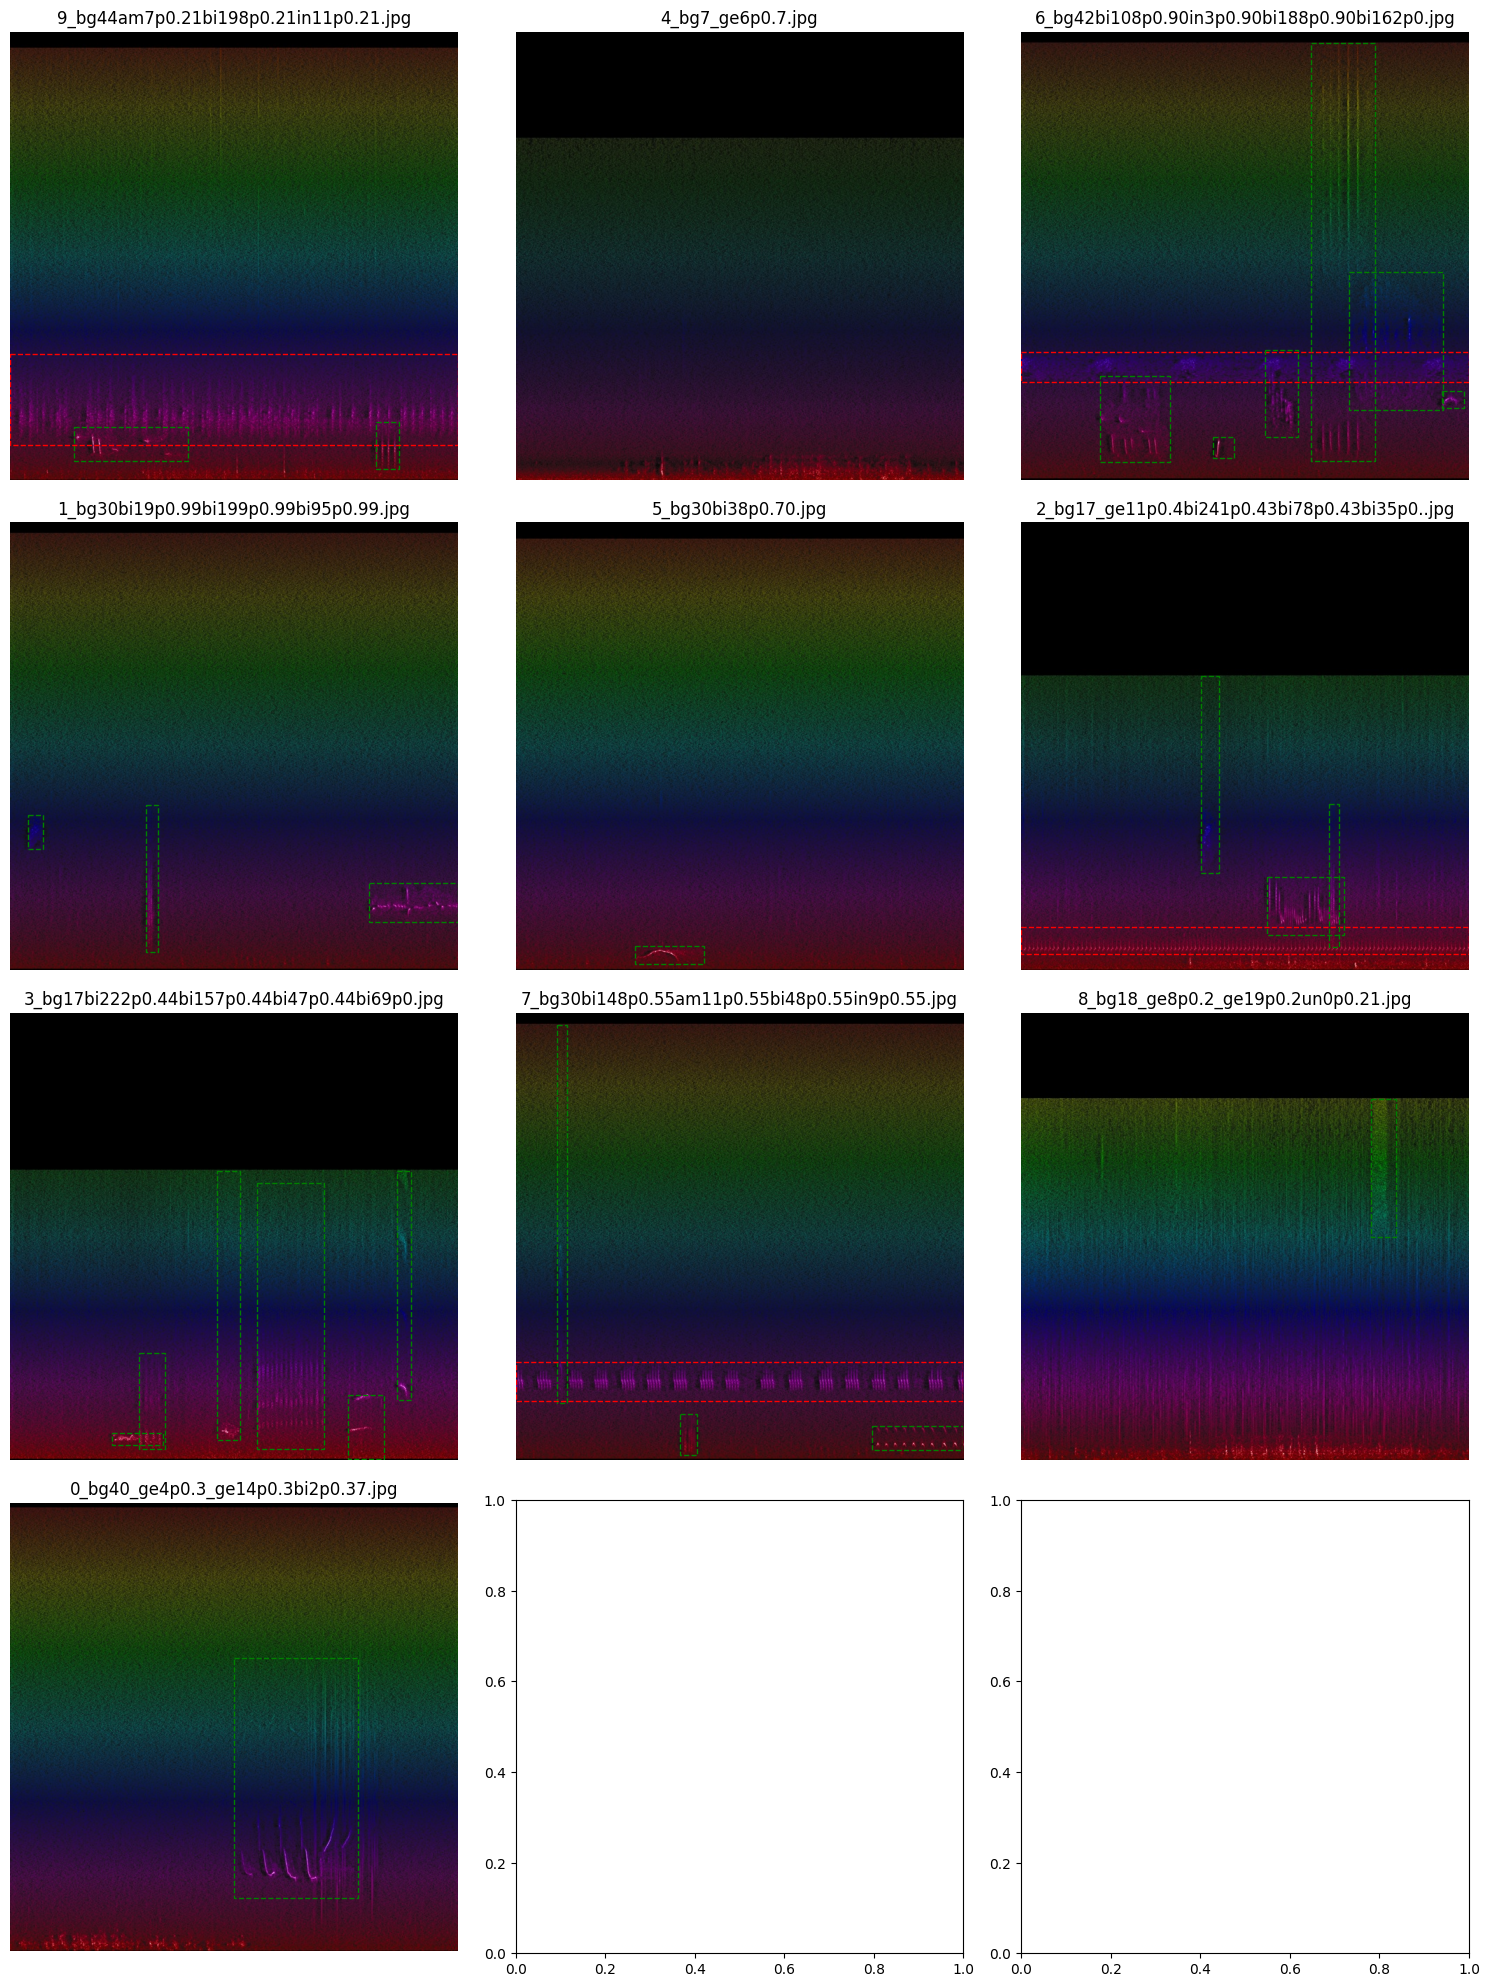 9_bg44am7p0.21bi198p0.21in11p0.21.jpg
4_bg7_ge6p0.7.jpg
6_bg42bi108p0.90in3p0.90bi188p0.90bi162p0.jpg
1_bg30bi19p0.99bi199p0.99bi95p0.99.jpg
5_bg30bi38p0.70.jpg
2_bg17_ge11p0.4bi241p0.43bi78p0.43bi35p0..jpg
3_bg17bi222p0.44bi157p0.44bi47p0.44bi69p0.jpg
7_bg30bi148p0.55am11p0.55bi48p0.55in9p0.55.jpg
8_bg18_ge8p0.2_ge19p0.2un0p0.21.jpg
0_bg40_ge4p0.3_ge14p0.3bi2p0.37.jpg
1.0
0.8
0.6
0.4
0.2
0.0
0.0 0.2 0.4 0.6 0.8 1.0
1.0
0.8
0.6
0.4
0.2
0.0
0.0 0.2 0.4 0.6 0.8 1.0